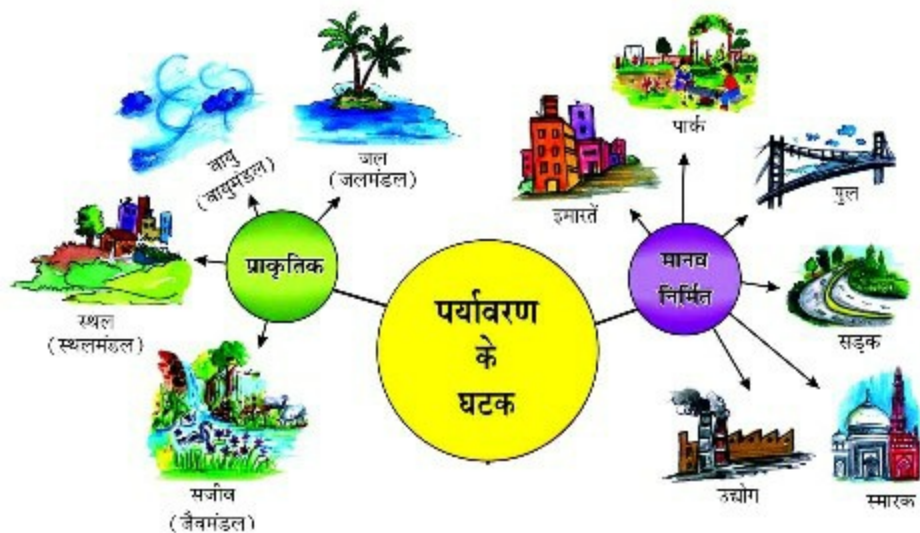 पर्यावरण
के
घटक
प्राकृतिक
वायु
(वायुमंडल)
जल
(जलमंडल)
स्थल
(स्थलमंडल)
सजीव
(जैवमंडल)
मानव
निर्मित
इमारतें
पार्क
पुल
सड़क
उद्योग
स्मारक